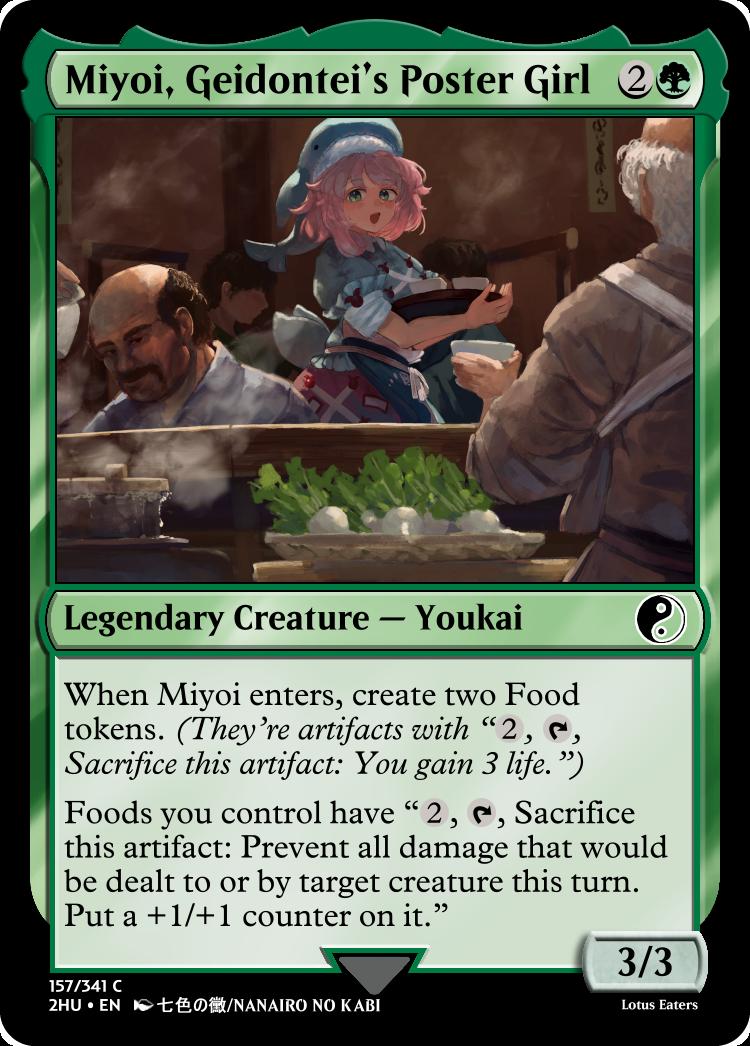 Miyoi, Geidontei's Poster Girl 2
Legendary Creature — Youkai
When Miyoi enters, create two Food
tokens. (They're artifacts with "2, ,
Sacrifice this artifact: You gain 3 life.")
Foods you control have "2, , Sacrifice
this artifact: Prevent all damage that would
be dealt to or by target creature this turn.
Put a +1/+1 counter on it."
3/3
157/341 C
2HU • EN 七色の黴/NANAIRO NO KABI
Lotus Eaters